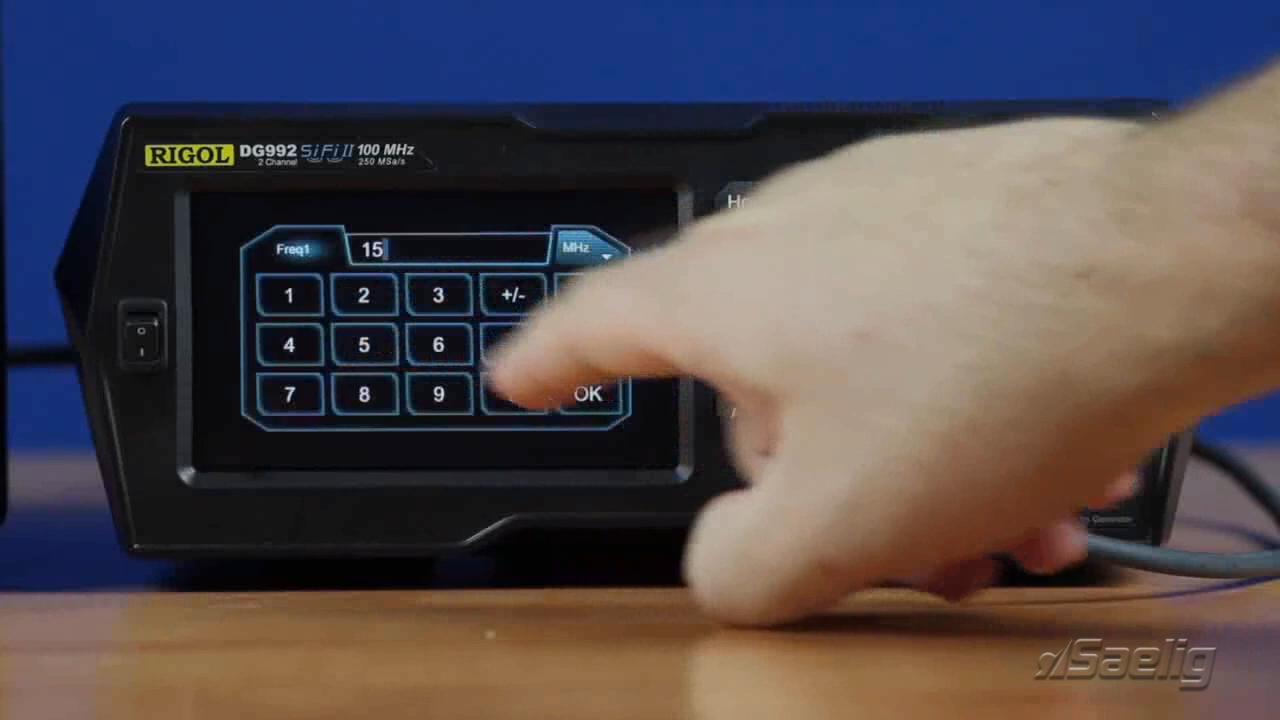 RIGOL DG992 SiFi II 100 MHz
2 Channel 250 MSa/s
Freq1 15 MHz
1 2 3 +/-
4 5 6
7 8 9 OK
Saelig